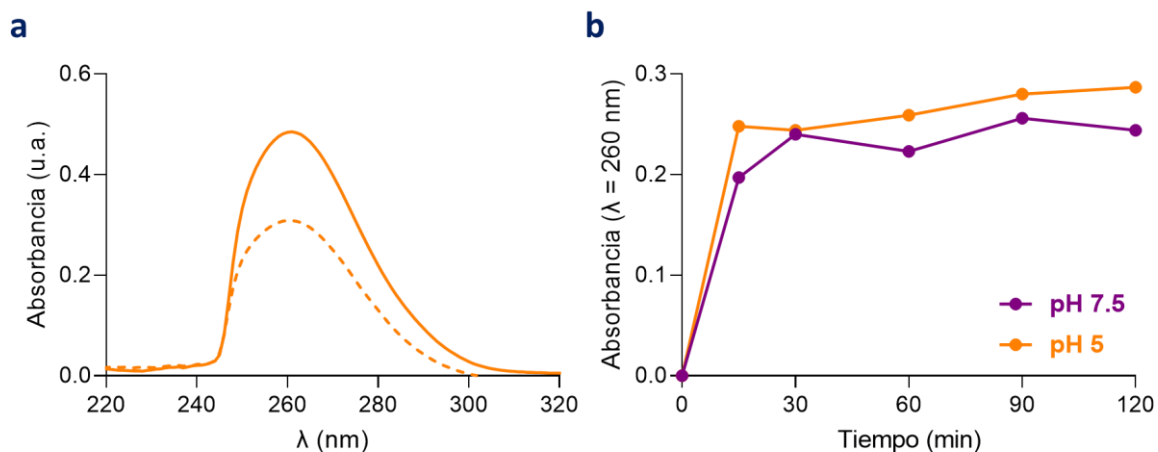 a
0.6
0.4
0.2
0.0
Absorbancia (u.a.)
220 240 260 280 300 320
λ (nm)
b
0.3
0.2
0.1
0.0
Absorbancia (λ = 260 nm)
pH 7.5
pH 5
0 30 60 90 120
Tiempo (min)